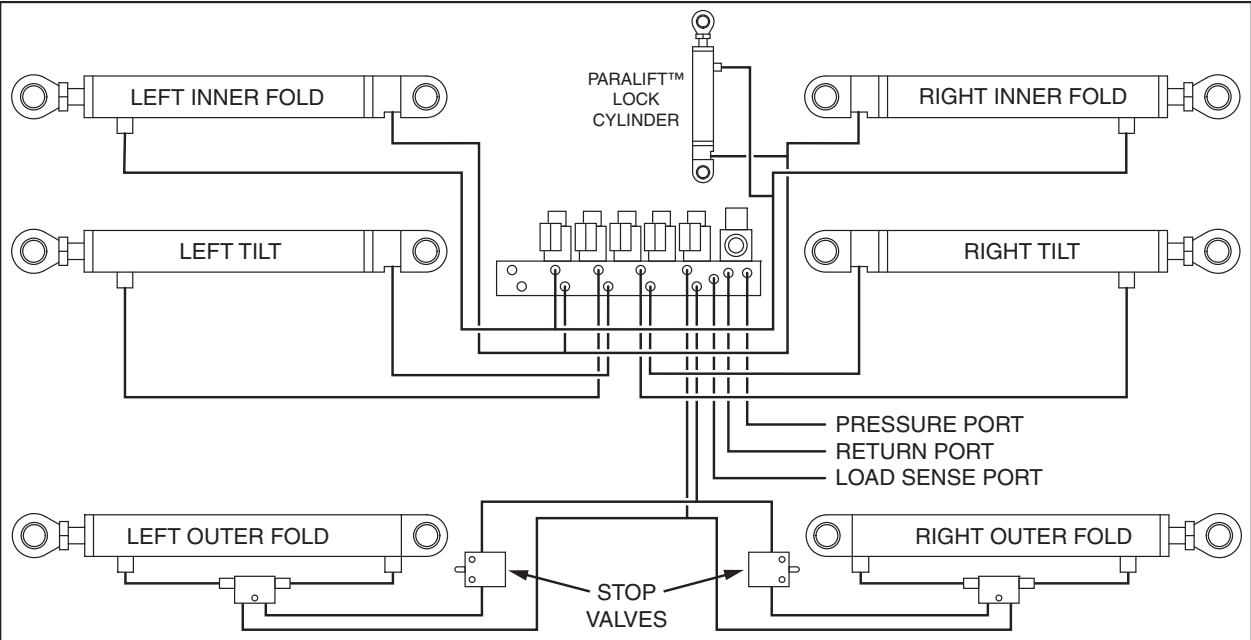 PARALIFT™
LOCK
CYLINDER
LEFT INNER FOLD
RIGHT INNER FOLD
LEFT TILT
RIGHT TILT
PRESSURE PORT
RETURN PORT
LOAD SENSE PORT
LEFT OUTER FOLD
RIGHT OUTER FOLD
STOP
VALVES